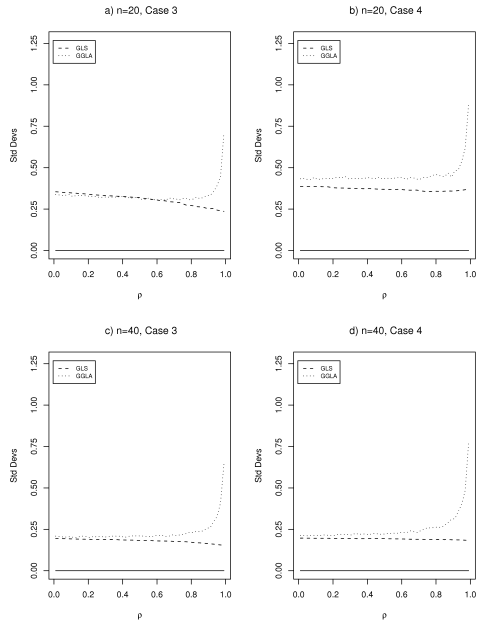 a) n=20, Case 3
Std Devs
0.00 0.25 0.50 0.75 1.00 1.25
GLS
GGLA
0.0 0.2 0.4 0.6 0.8 1.0
ρ
b) n=20, Case 4
Std Devs
0.00 0.25 0.50 0.75 1.00 1.25
GLS
GGLA
0.0 0.2 0.4 0.6 0.8 1.0
ρ
c) n=40, Case 3
Std Devs
0.00 0.25 0.50 0.75 1.00 1.25
GLS
GGLA
0.0 0.2 0.4 0.6 0.8 1.0
ρ
d) n=40, Case 4
Std Devs
0.00 0.25 0.50 0.75 1.00 1.25
GLS
GGLA
0.0 0.2 0.4 0.6 0.8 1.0
ρ